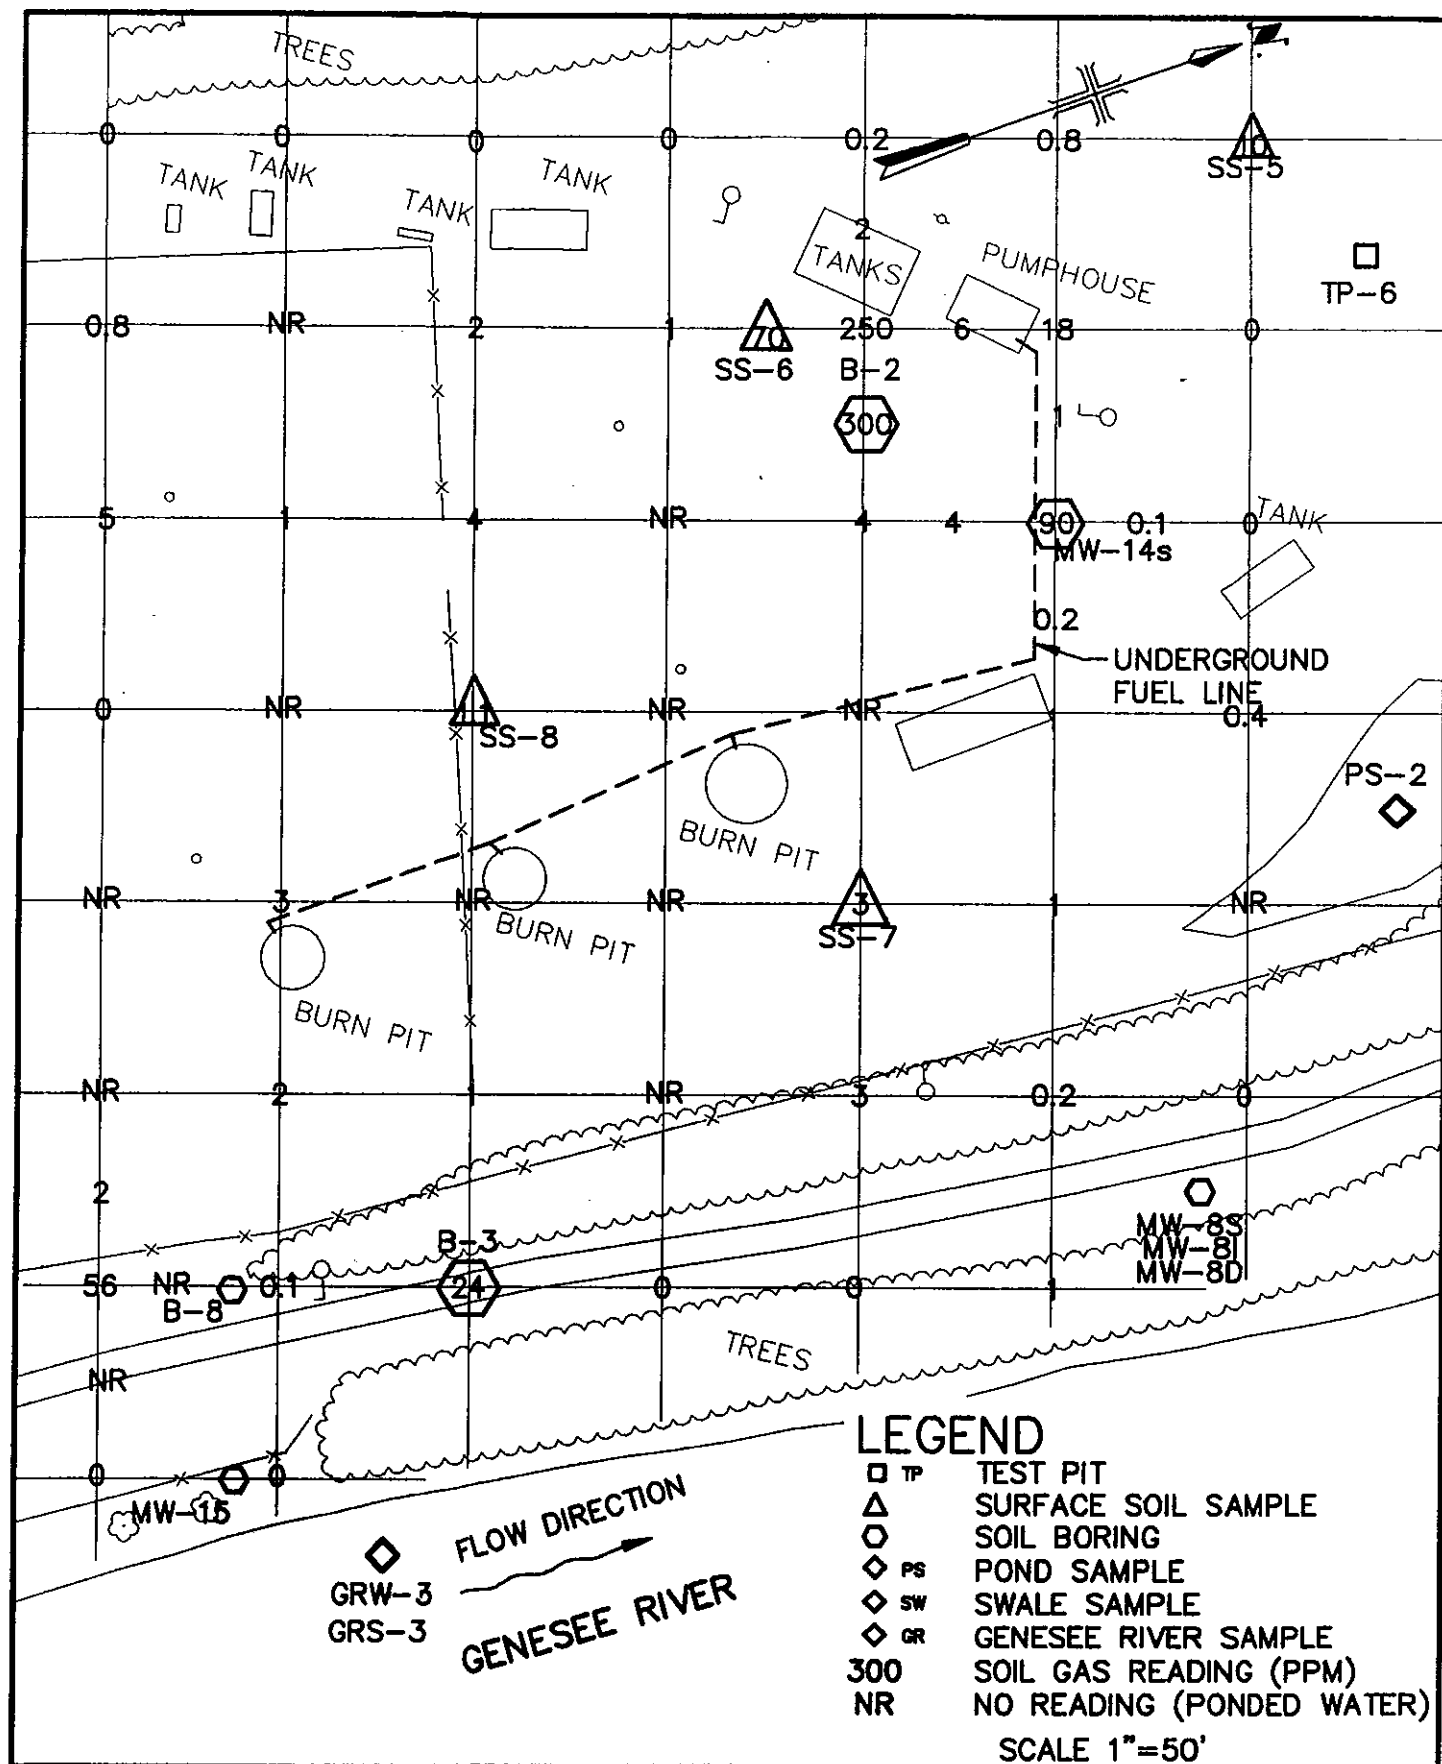 TREES
0 0 0 0 0.2 0.8 10
SS-5
TANK TANK TANK TANK
2
TANKS
PUMPHOUSE
TP-6
0.8 NR 2 1 70 250 6 18 0
SS-6 B-2
300
1
5 1 4 NR 4 4 90 0.1 0
MW-14s
TANK
0.2
UNDERGROUND
FUEL LINE
0 NR 11 NR NR 1 0.4
SS-8
PS-2
BURN PIT
NR 3 NR NR 3 1 NR
SS-7
BURN PIT
BURN PIT
NR 2 1 NR 3 0.2 0
2
MW-8S
MW-8I
MW-8D
B-3
56 NR 0.1 24 0 0 1
B-8
TREES
NR
0 0
MW-15
FLOW DIRECTION
GRW-3
GRS-3
GENESEE RIVER
LEGEND
TP TEST PIT
SURFACE SOIL SAMPLE
SOIL BORING
PS POND SAMPLE
SW SWALE SAMPLE
GR GENESEE RIVER SAMPLE
300 SOIL GAS READING (PPM)
NR NO READING (PONDED WATER)
SCALE 1"=50'